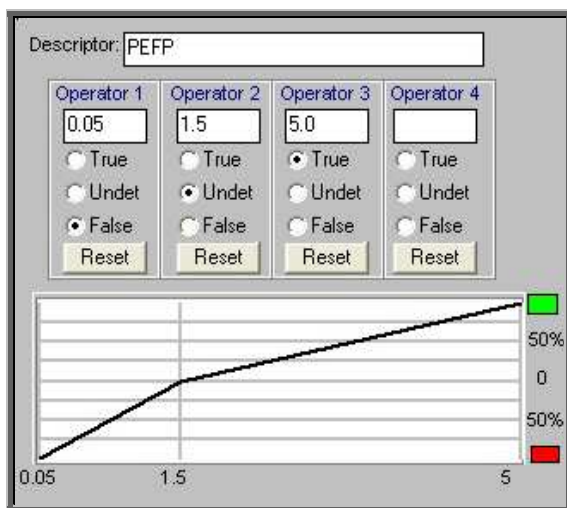 Descriptor: PEFP
Operator 1 Operator 2 Operator 3 Operator 4
0.05 1.5 5.0
True True True True
Undet Undet Undet Undet
False False False False
Reset Reset Reset Reset
50%
0
50%
0.05 1.5 5